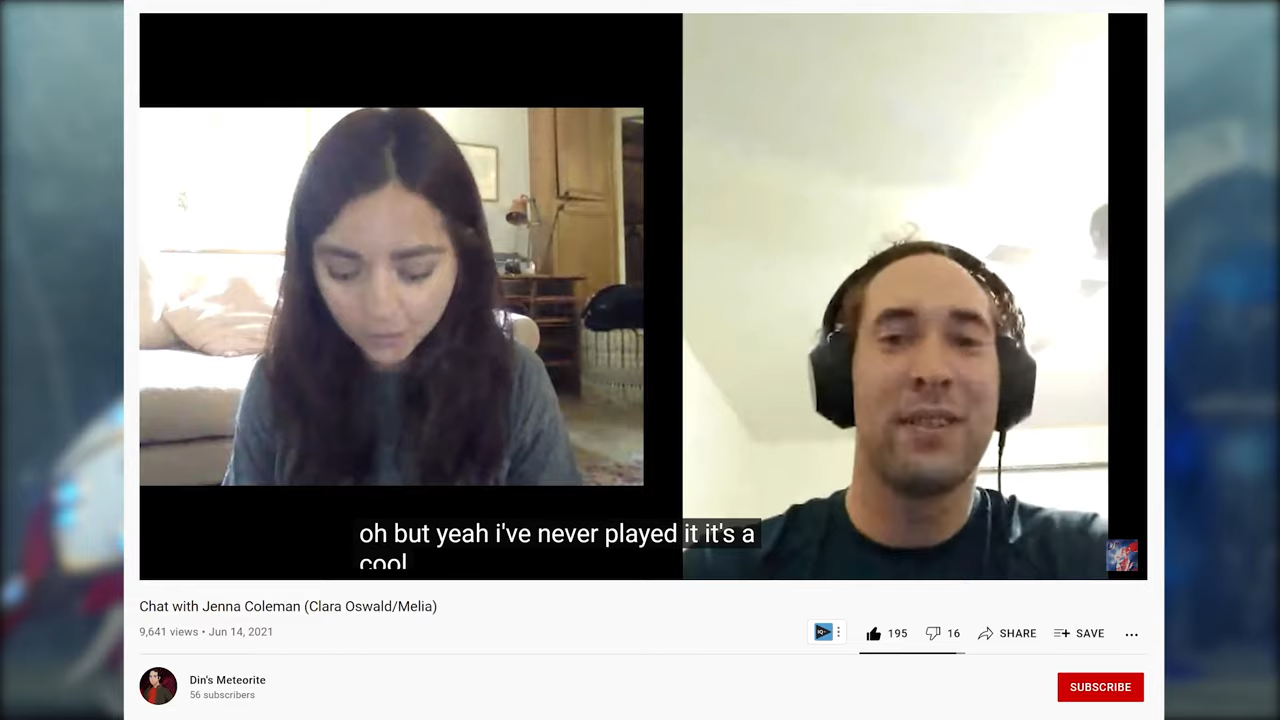 oh but yeah i've never played it it's a
cool
Chat with Jenna Coleman (Clara Oswald/Melia)
9,641 views • Jun 14, 2021
195
16
SHARE
SAVE
Din's Meteorite
56 subscribers
SUBSCRIBE